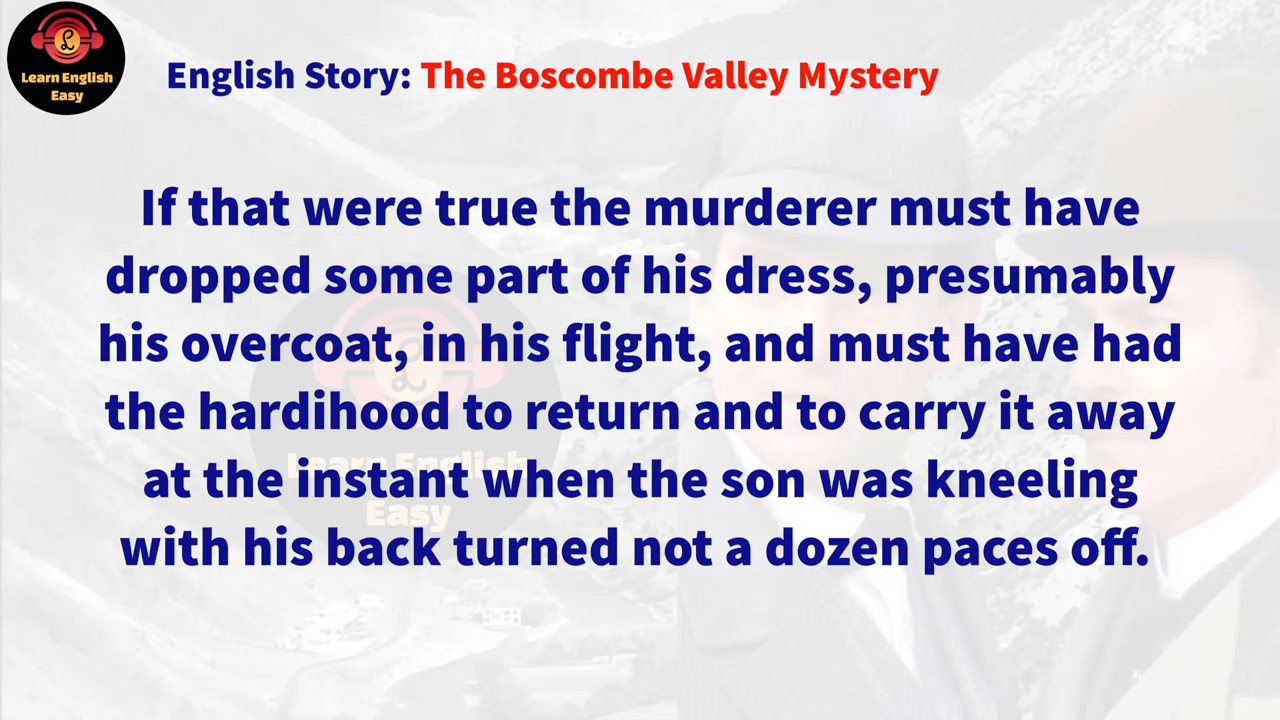 Learn English
Easy
English Story: The Boscombe Valley Mystery
If that were true the murderer must have
dropped some part of his dress, presumably
his overcoat, in his flight, and must have had
the hardihood to return and to carry it away
at the instant when the son was kneeling
with his back turned not a dozen paces off.
Learn English
Easy